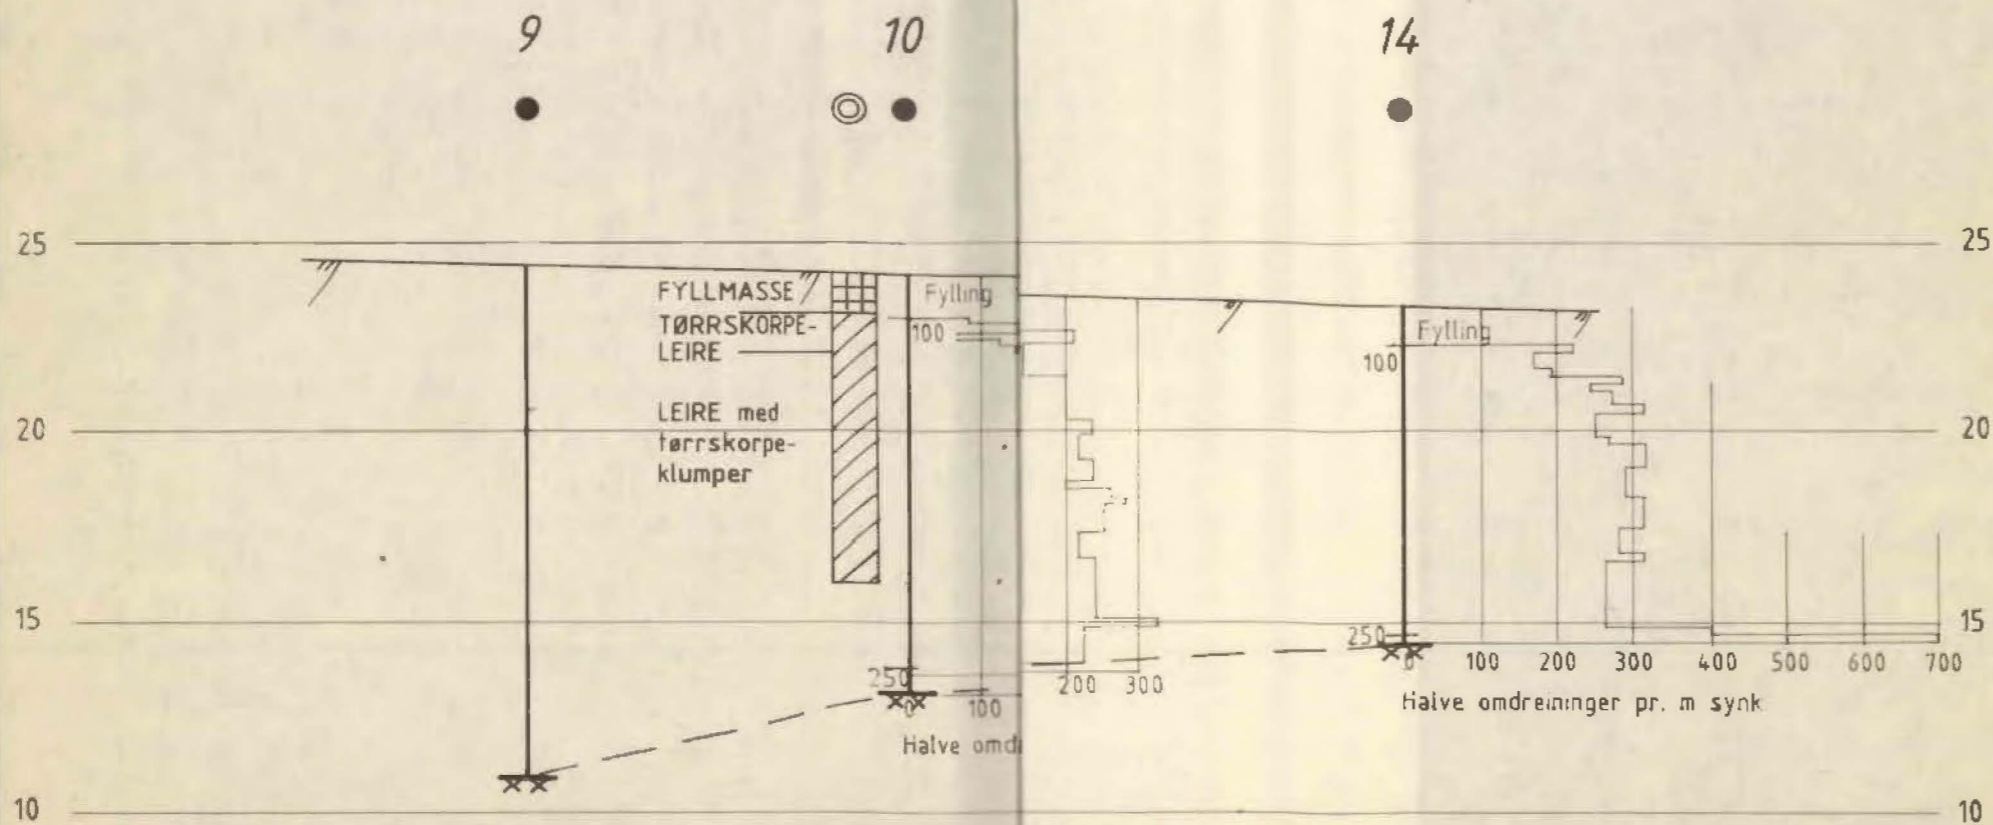 9
10
14
25
25
FYLLMASSE
Fylling
TØRRSKORPE-
100
LEIRE
Fylling
100
LEIRE med
tørrskorpe-
klumper
20
20
15
15
250
250
0 100 200 300 400 500 600 700
200 300
0 100
Halve omdreininger pr. m synk
Halve omd
10
10